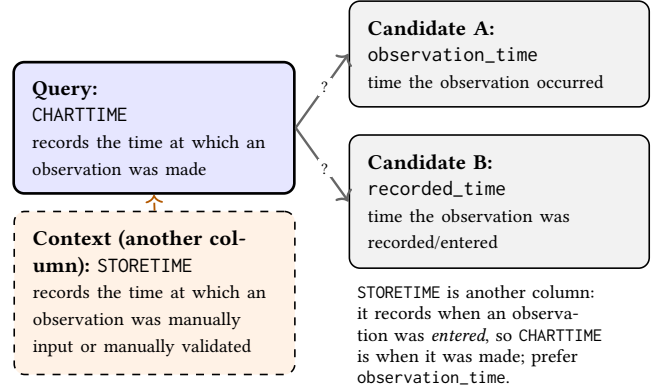 Query:
CHARTTIME
records the time at which an
observation was made
Context (another col-
umn): STORETIME
records the time at which an
observation was manually
input or manually validated
?
?
Candidate A:
observation_time
time the observation occurred
Candidate B:
recorded_time
time the observation was
recorded/entered
STORETIME is another column:
it records when an observa-
tion was entered, so CHARTTIME
is when it was made; prefer
observation_time.